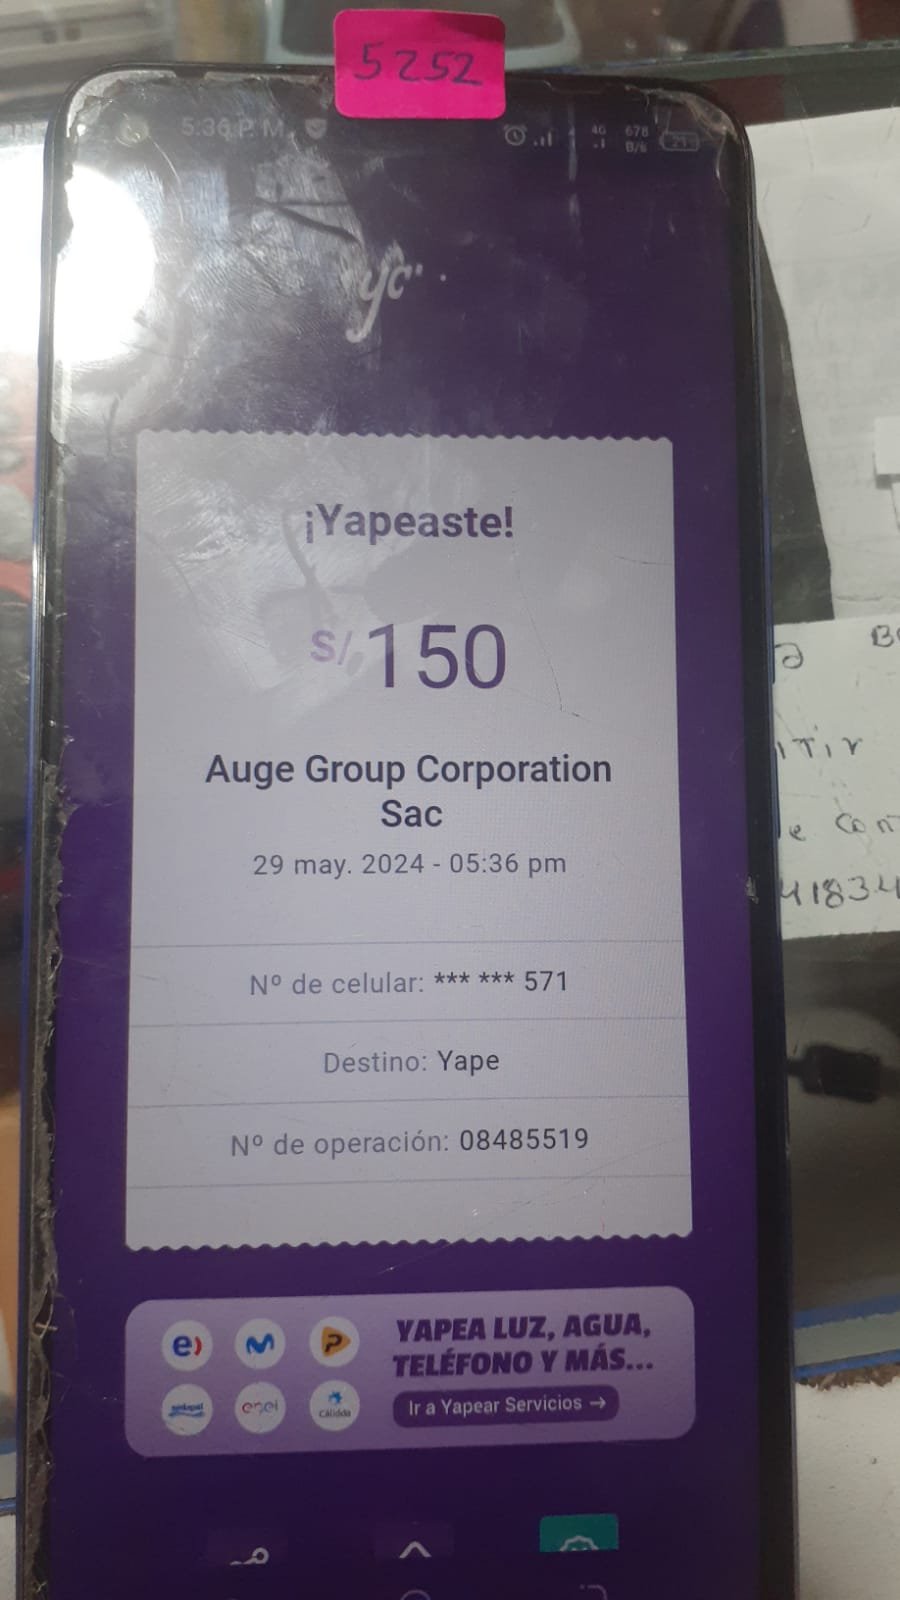 5252
5:36 P.M.
4G 678 B/s 21
¡Yapeaste!
S/ 150
Auge Group Corporation
Sac
29 may. 2024 - 05:36 pm
Nº de celular: *** *** 571
Destino: Yape
Nº de operación: 08485519
YAPEA LUZ, AGUA,
TELÉFONO Y MÁS...
Ir a Yapear Servicios →
e)
sedapal
enel
Cálidda
41834